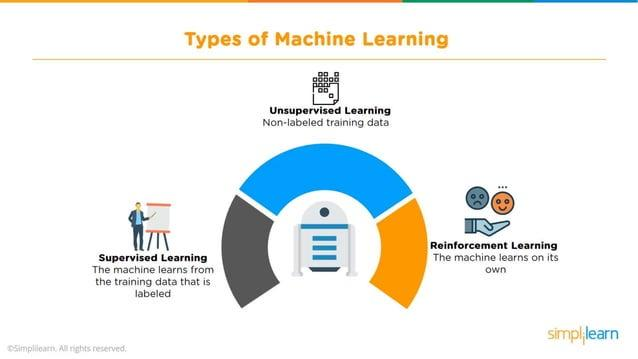 Types of Machine Learning
Unsupervised Learning
Non-labeled training data
Supervised Learning
The machine learns from
the training data that is
labeled
Reinforcement Learning
The machine learns on its
own
simplilearn
©Simplilearn. All rights reserved.